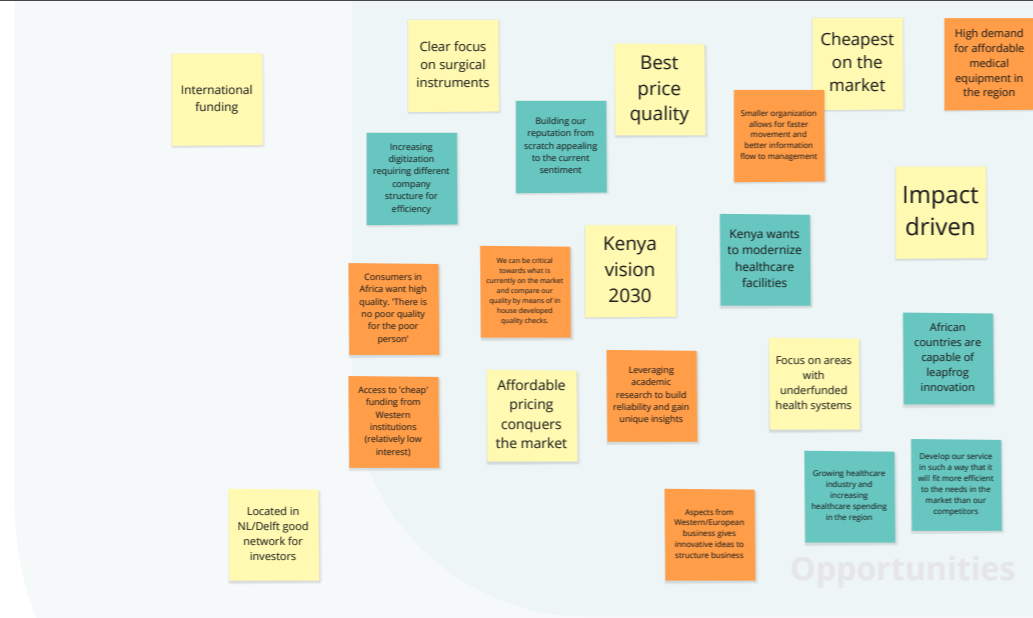 International
funding
Clear focus
on surgical
instruments
Best
price
quality
Cheapest
on the
market
High demand
for affordable
medical
equipment in
the region
Building our
reputation from
scratch appealing
to the current
sentiment
Smaller organization
allows for faster
movement and
better information
flow to management
Increasing
digitization
requiring different
company
structure for
efficiency
Impact
driven
Kenya
vision
2030
Kenya wants
to modernize
healthcare
facilities
Consumers in
Africa want high
quality. 'There is
no poor quality
for the poor
person'
We can be critical
towards what is
currently on the market
and compare our
quality by means of in
house developed
quality checks.
African
countries are
capable of
leapfrog
innovation
Access to 'cheap'
funding from
Western
institutions
(relatively low
interest)
Affordable
pricing
conquers
the market
Leveraging
academic
research to build
reliability and gain
unique insights
Focus on areas
with
underfunded
health systems
Located in
NL/Delft good
network for
investors
Aspects from
Western/European
business gives
innovative ideas to
structure business
Growing healthcare
industry and
increasing
healthcare spending
in the region
Develop our service
in such a way that it
will fit more efficient
to the needs in the
market than our
competitors
Opportunities